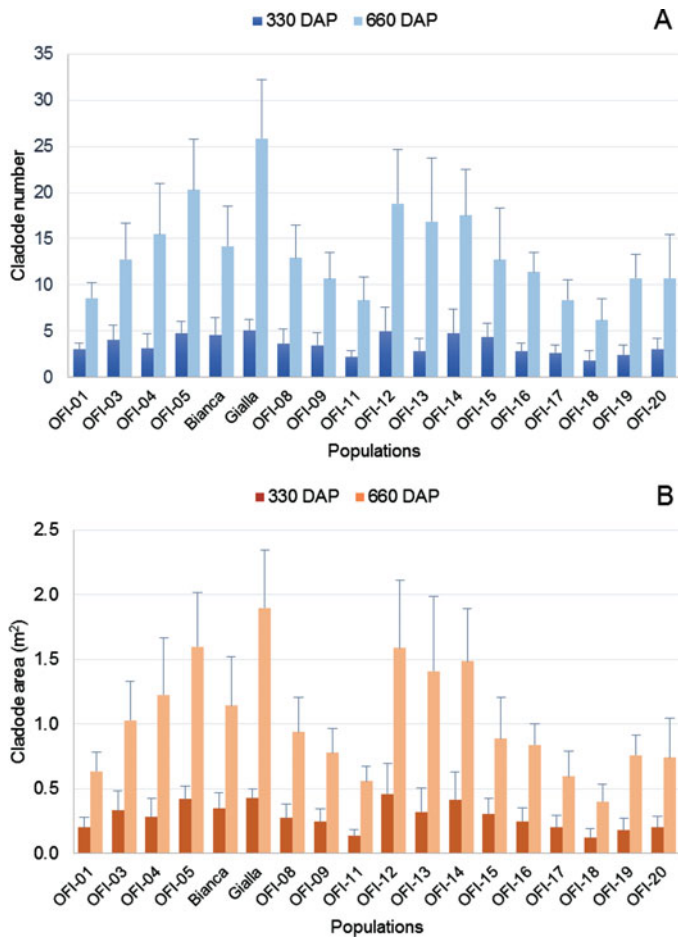 330 DAP 660 DAP
A
35
30
25
20
15
10
5
0
Cladode number
OFI-01 OFI-03 OFI-04 OFI-05 Bianca Gialla OFI-08 OFI-09 OFI-11 OFI-12 OFI-13 OFI-14 OFI-15 OFI-16 OFI-17 OFI-18 OFI-19 OFI-20
Populations
330 DAP 660 DAP
B
2.5
2.0
1.5
1.0
0.5
0.0
Cladode area (m²)
OFI-01 OFI-03 OFI-04 OFI-05 Bianca Gialla OFI-08 OFI-09 OFI-11 OFI-12 OFI-13 OFI-14 OFI-15 OFI-16 OFI-17 OFI-18 OFI-19 OFI-20
Populations